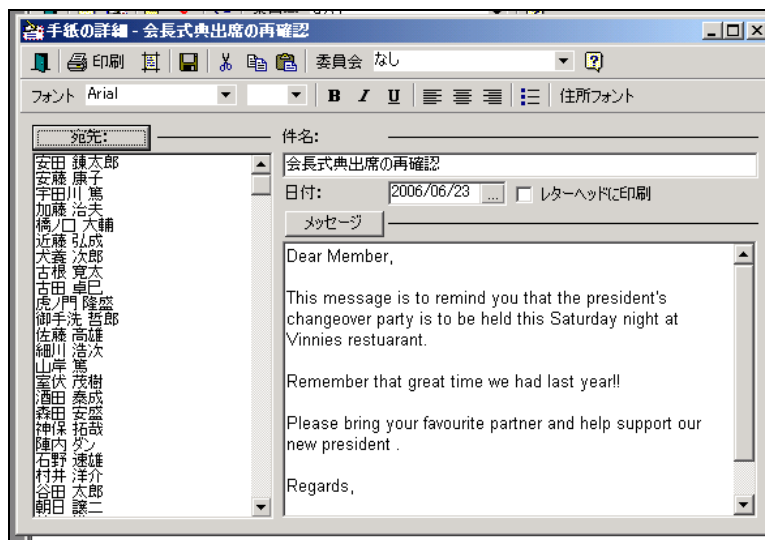 手紙の詳細 - 会長式典出席の再確認
印刷 委員会 なし
フォント Arial B I U 住所フォント
宛先:
安田 錬太郎
安藤 康子
宇田川 篤
加藤 治夫
橋ノ口 大輔
近藤 弘成
犬養 次郎
古根 寛太
古田 卓巳
虎ノ門 隆盛
御手洗 哲郎
佐藤 高雄
細川 浩次
山岸 篤
室伏 茂樹
酒田 泰成
森田 安盛
神保 拓哉
陣内 ダン
石野 速雄
村井 洋介
谷田 太郎
朝日 譲二
件名:
会長式典出席の再確認
日付: 2006/06/23 ... レターヘッドに印刷
メッセージ
Dear Member,
This message is to remind you that the president's
changeover party is to be held this Saturday night at
Vinnies restuarant.
Remember that great time we had last year!!
Please bring your favourite partner and help support our
new president .
Regards,